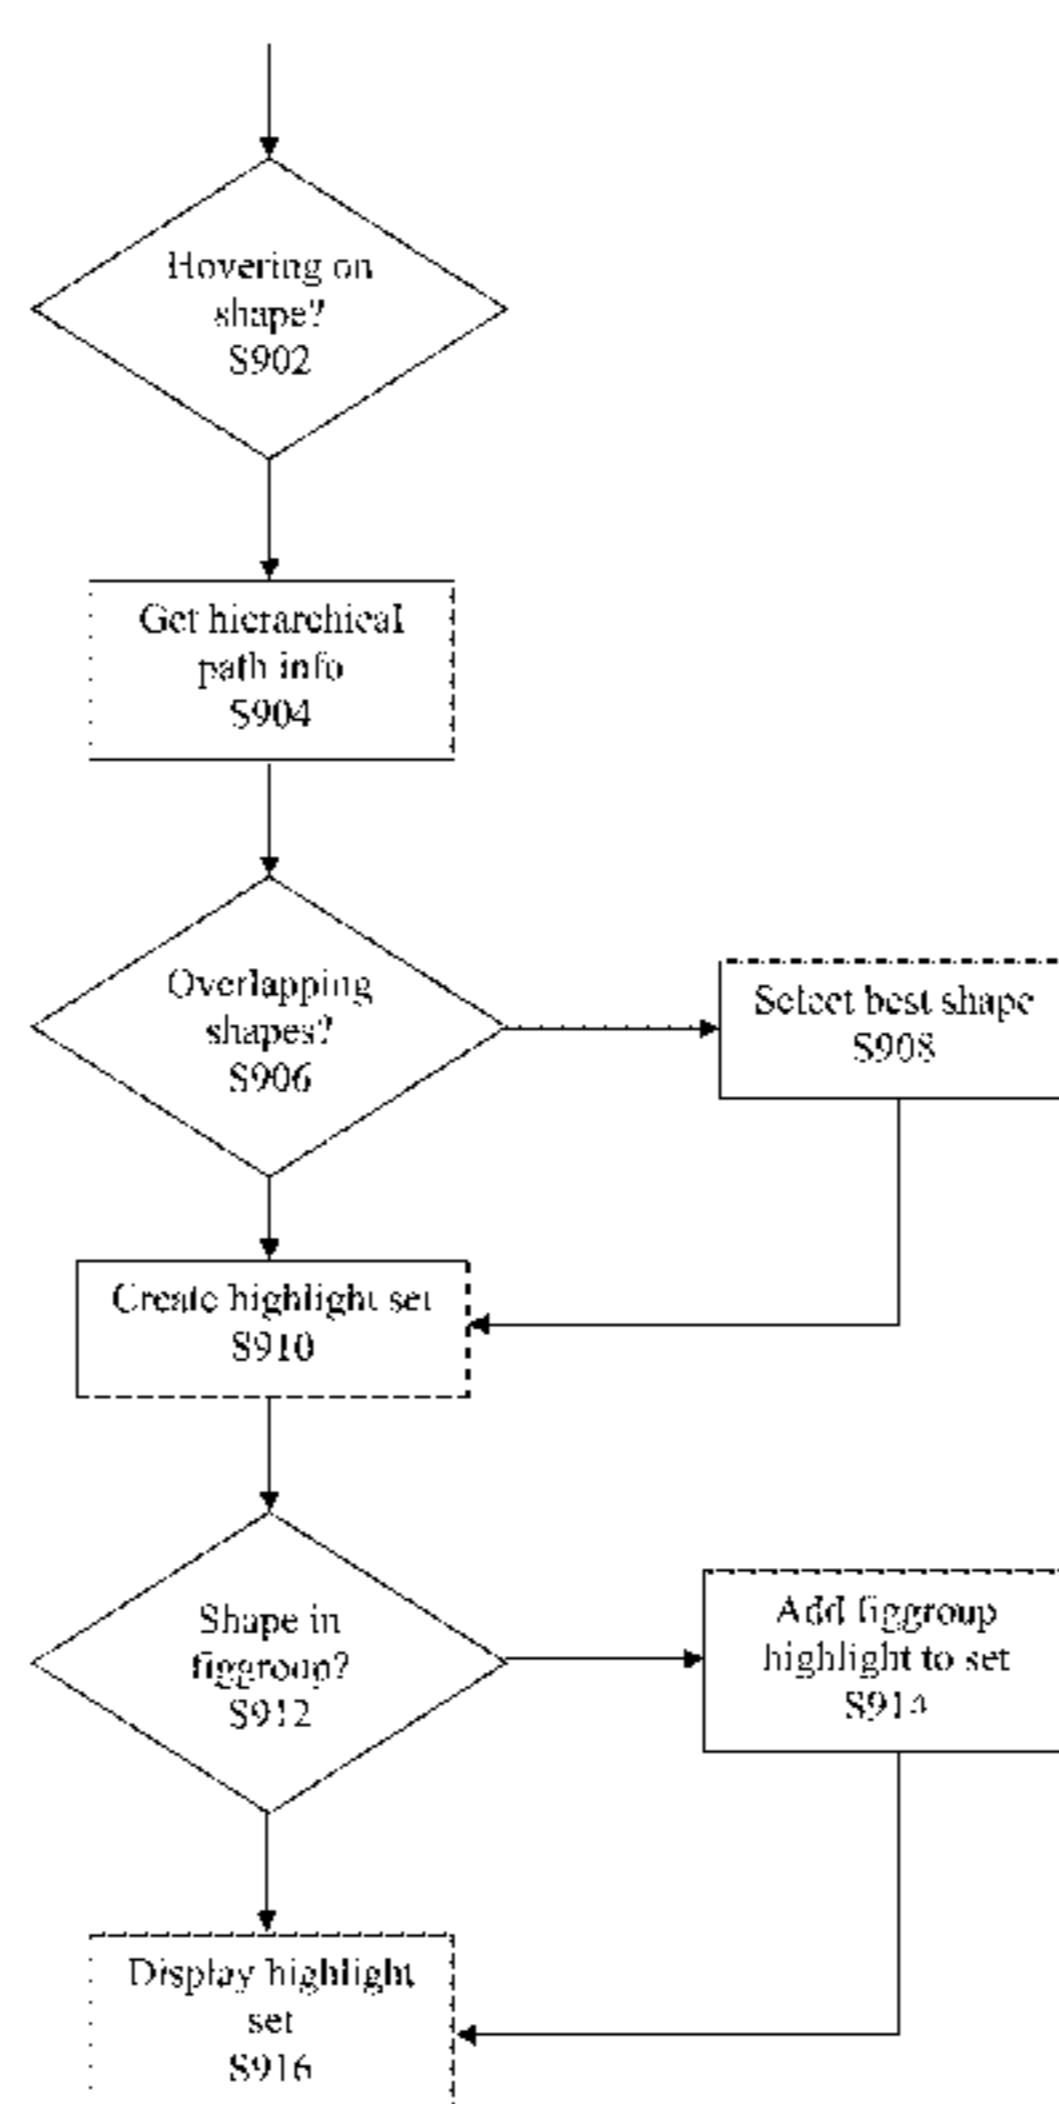 Hovering on
shape?
S902
Get hierarchical
path info
S904
Overlapping
shapes?
S906
Select best shape
S908
Create highlight set
S910
Shape in
figgroup?
S912
Add figgroup
highlight to set
S914
Display highlight
set
S916